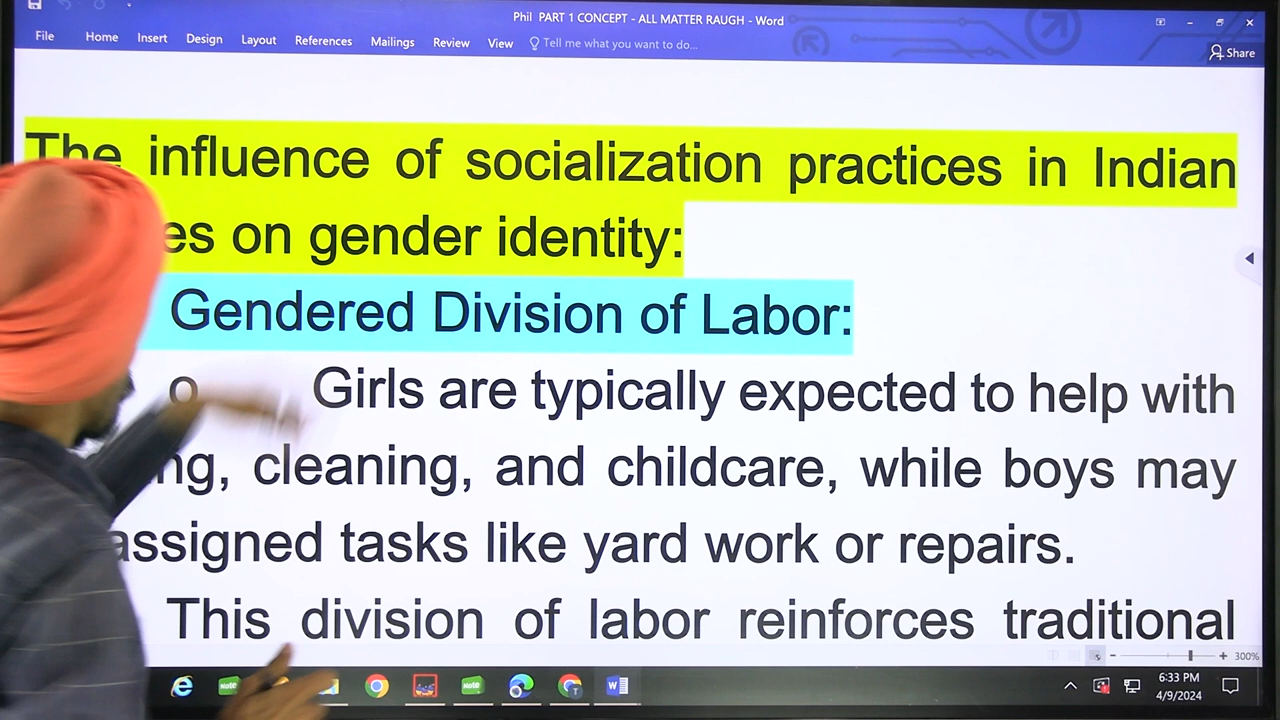 Phil PART 1 CONCEPT - ALL MATTER RAUGH - Word
File Home Insert Design Layout References Mailings Review View Tell me what you want to do... Share
The influence of socialization practices in Indian
on gender identity:
Gendered Division of Labor:
o Girls are typically expected to help with
cleaning, and childcare, while boys may
assigned tasks like yard work or repairs.
This division of labor reinforces traditional
300%
Note Note
6:33 PM
4/9/2024